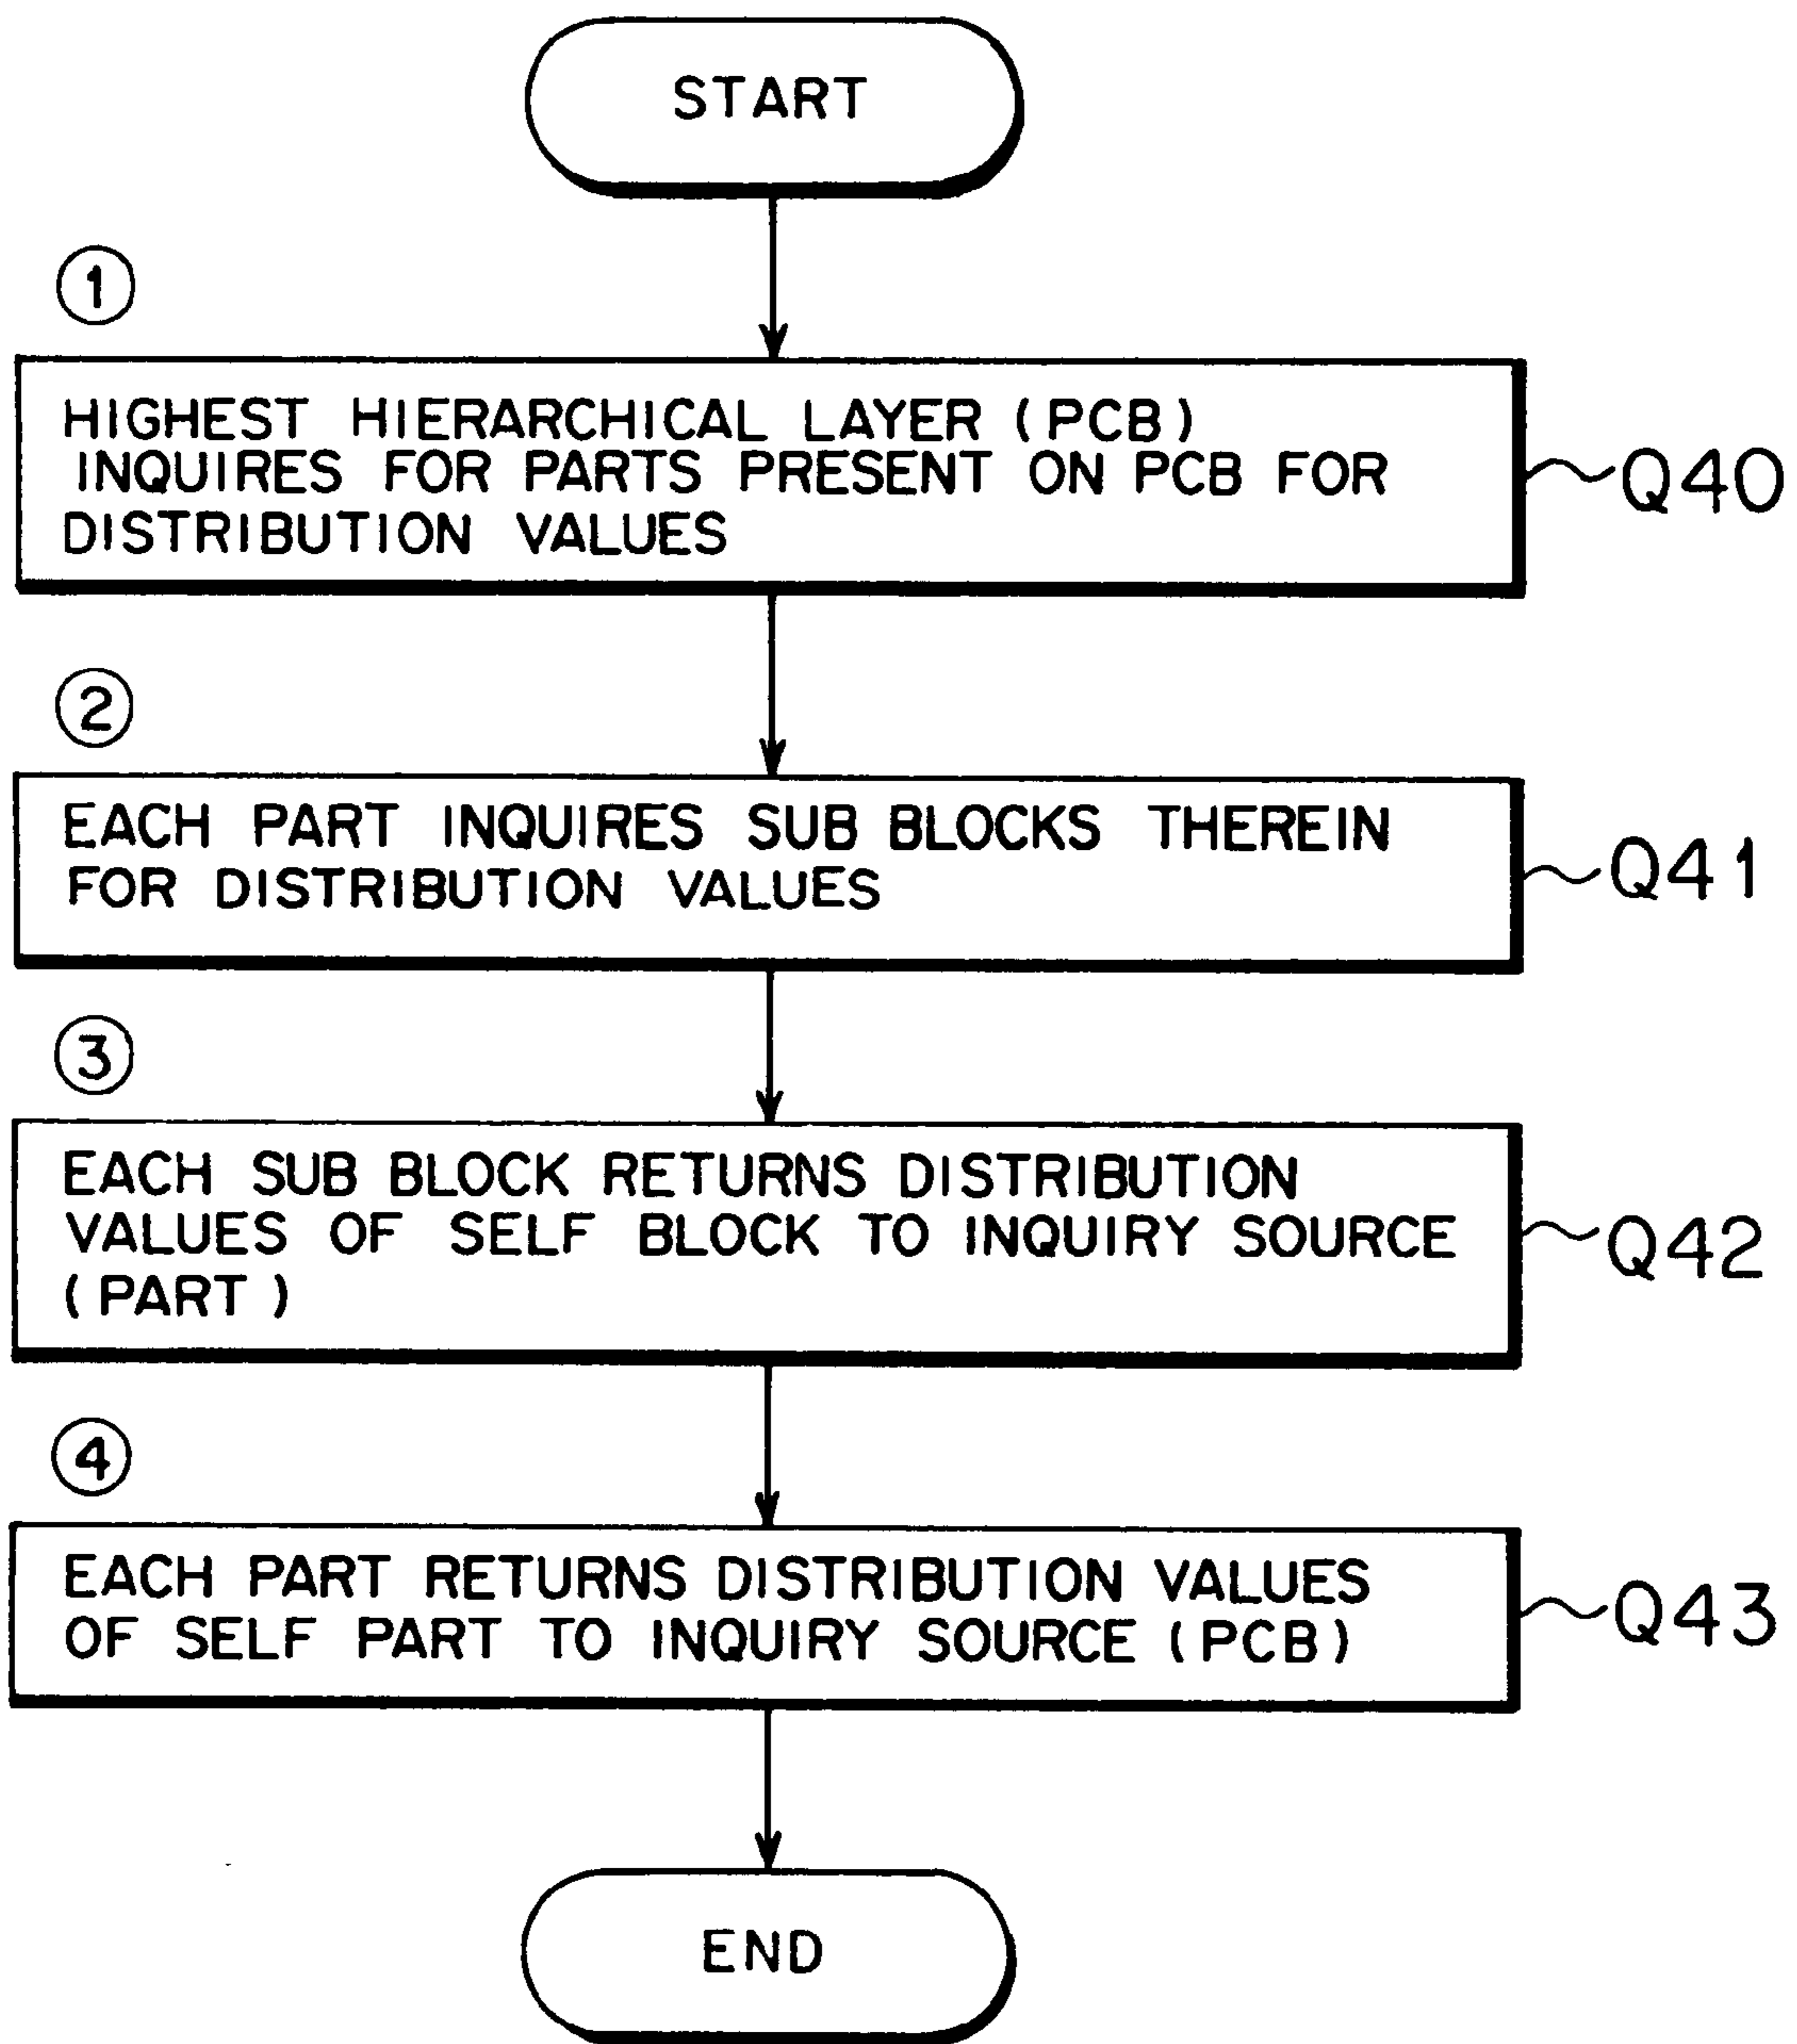 START
①
HIGHEST HIERARCHICAL LAYER (PCB)
INQUIRES FOR PARTS PRESENT ON PCB FOR
DISTRIBUTION VALUES
Q40
②
EACH PART INQUIRES SUB BLOCKS THEREIN
FOR DISTRIBUTION VALUES
Q41
③
EACH SUB BLOCK RETURNS DISTRIBUTION
VALUES OF SELF BLOCK TO INQUIRY SOURCE
(PART)
Q42
④
EACH PART RETURNS DISTRIBUTION VALUES
OF SELF PART TO INQUIRY SOURCE (PCB)
Q43
END